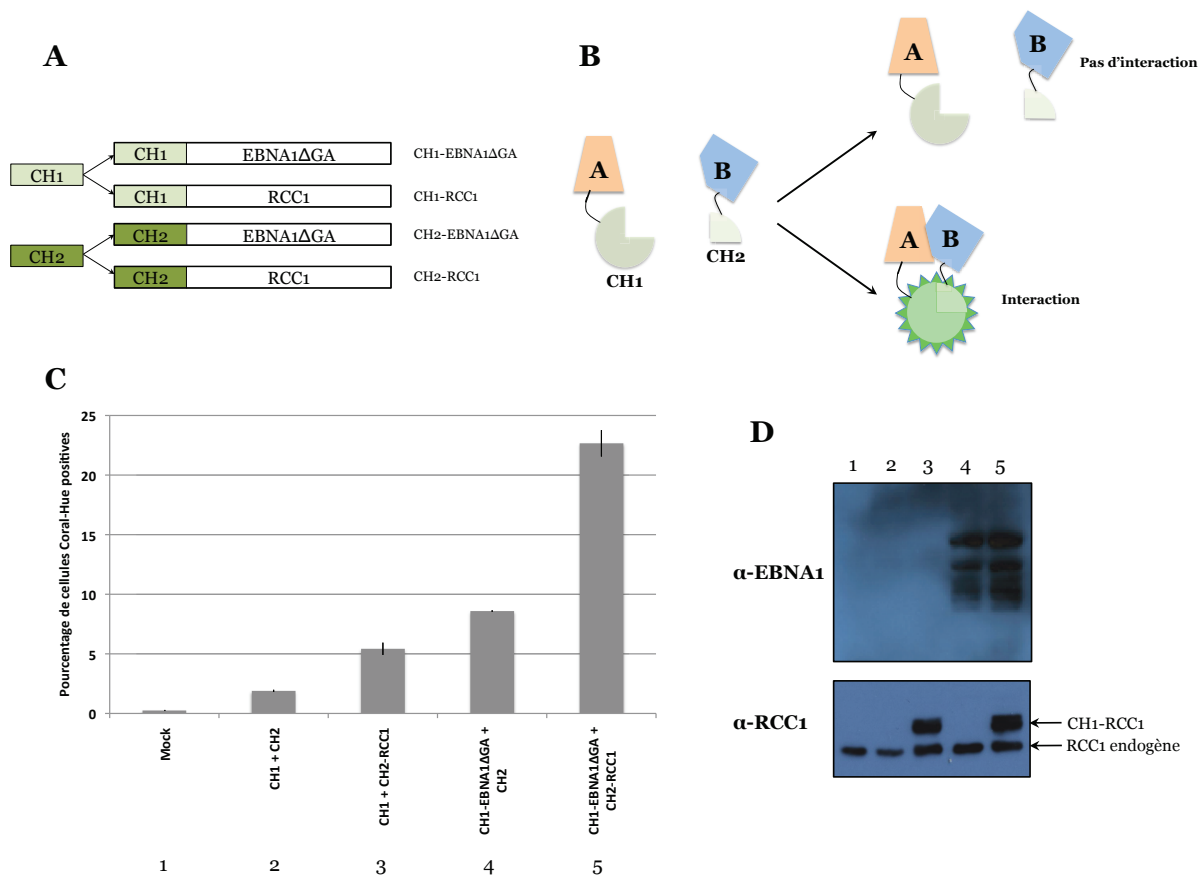 A
CH1
CH1 EBNA1ΔGA CH1-EBNA1ΔGA
CH1 RCC1 CH1-RCC1
CH2
CH2 EBNA1ΔGA CH2-EBNA1ΔGA
CH2 RCC1 CH2-RCC1
B
A
CH1
B
CH2
A
B
Pas d'interaction
A B
Interaction
C
Pourcentage de cellules Coral-Hue positives
25
20
15
10
5
0
Mock
CH1 + CH2
CH1 + CH2-RCC1
CH1-EBNA1ΔGA +
CH2
CH1-EBNA1ΔGA +
CH2-RCC1
1 2 3 4 5
D
1 2 3 4 5
α-EBNA1
α-RCC1
CH1-RCC1
RCC1 endogène